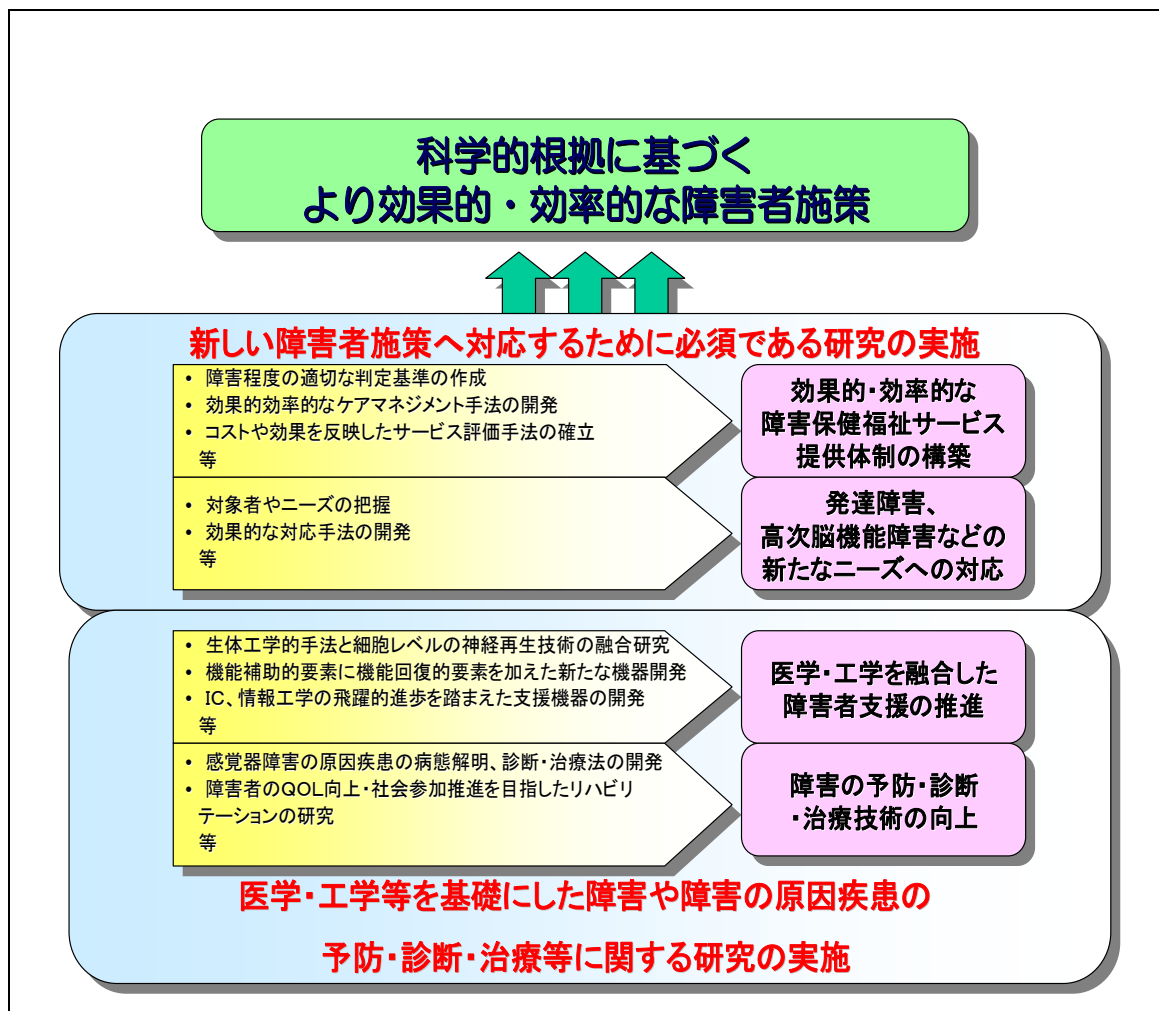 科学的根拠に基づく
より効果的・効率的な障害者施策
新しい障害者施策へ対応するために必須である研究の実施
• 障害程度の適切な判定基準の作成
• 効果的効率的なケアマネジメント手法の開発
• コストや効果を反映したサービス評価手法の確立
等
効果的・効率的な
障害保健福祉サービス
提供体制の構築
• 対象者やニーズの把握
• 効果的な対応手法の開発
等
発達障害、
高次脳機能障害などの
新たなニーズへの対応
• 生体工学的手法と細胞レベルの神経再生技術の融合研究
• 機能補助的要素に機能回復的要素を加えた新たな機器開発
• IC、情報工学の飛躍的進歩を踏まえた支援機器の開発
等
医学・工学を融合した
障害者支援の推進
• 感覚器障害の原因疾患の病態解明、診断・治療法の開発
• 障害者のQOL向上・社会参加推進を目指したリハビリ
テーションの研究
等
障害の予防・診断
・治療技術の向上
医学・工学等を基礎にした障害や障害の原因疾患の
予防・診断・治療等に関する研究の実施